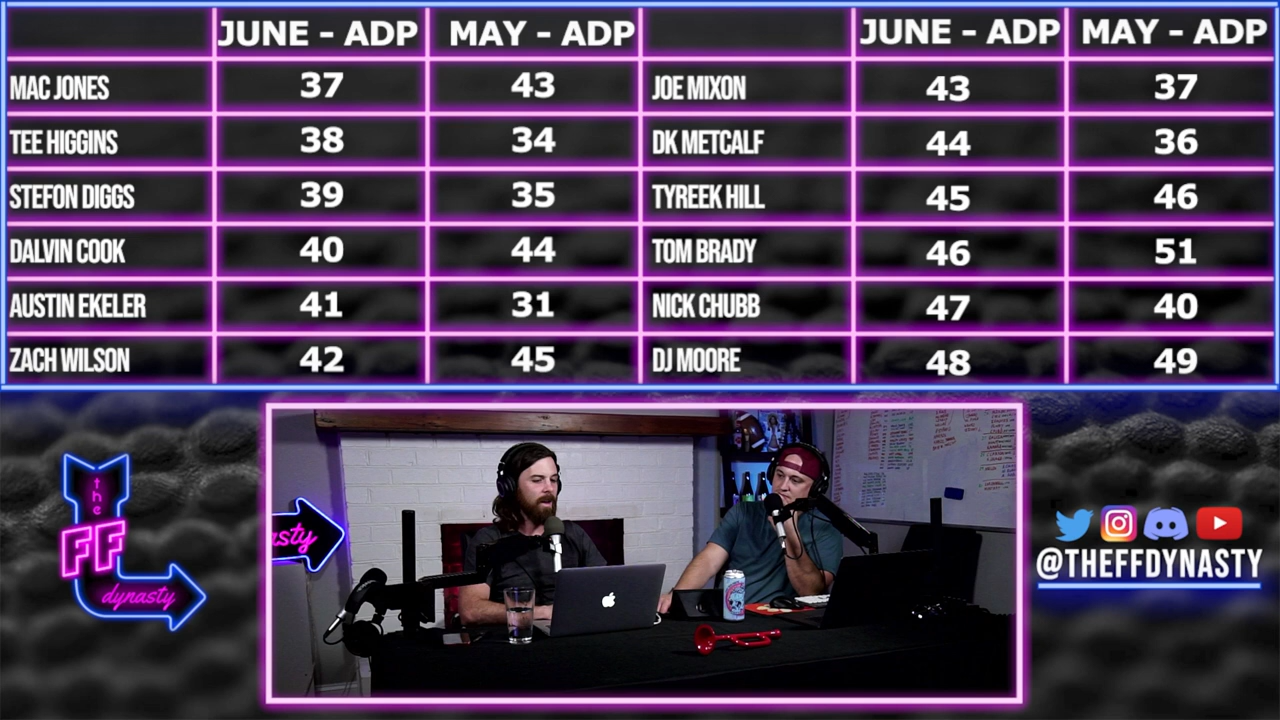 JUNE - ADP MAY - ADP JUNE - ADP MAY - ADP
MAC JONES 37 43 JOE MIXON 43 37
TEE HIGGINS 38 34 DK METCALF 44 36
STEFON DIGGS 39 35 TYREEK HILL 45 46
DALVIN COOK 40 44 TOM BRADY 46 51
AUSTIN EKELER 41 31 NICK CHUBB 47 40
ZACH WILSON 42 45 DJ MOORE 48 49
the
FF
dynasty
asty
@THEFFDYNASTY